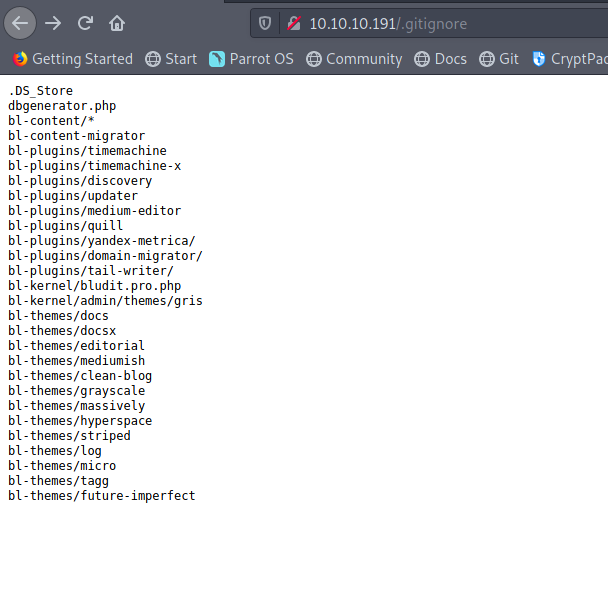 10.10.10.191/.gitignore
Getting Started Start Parrot OS Community Docs Git CryptPad
.DS_Store
dbgenerator.php
bl-content/*
bl-content-migrator
bl-plugins/timemachine
bl-plugins/timemachine-x
bl-plugins/discovery
bl-plugins/updater
bl-plugins/medium-editor
bl-plugins/quill
bl-plugins/yandex-metrica/
bl-plugins/domain-migrator/
bl-plugins/tail-writer/
bl-kernel/bludit.pro.php
bl-kernel/admin/themes/gris
bl-themes/docs
bl-themes/docsx
bl-themes/editorial
bl-themes/mediumish
bl-themes/clean-blog
bl-themes/grayscale
bl-themes/massively
bl-themes/hyperspace
bl-themes/striped
bl-themes/log
bl-themes/micro
bl-themes/tagg
bl-themes/future-imperfect